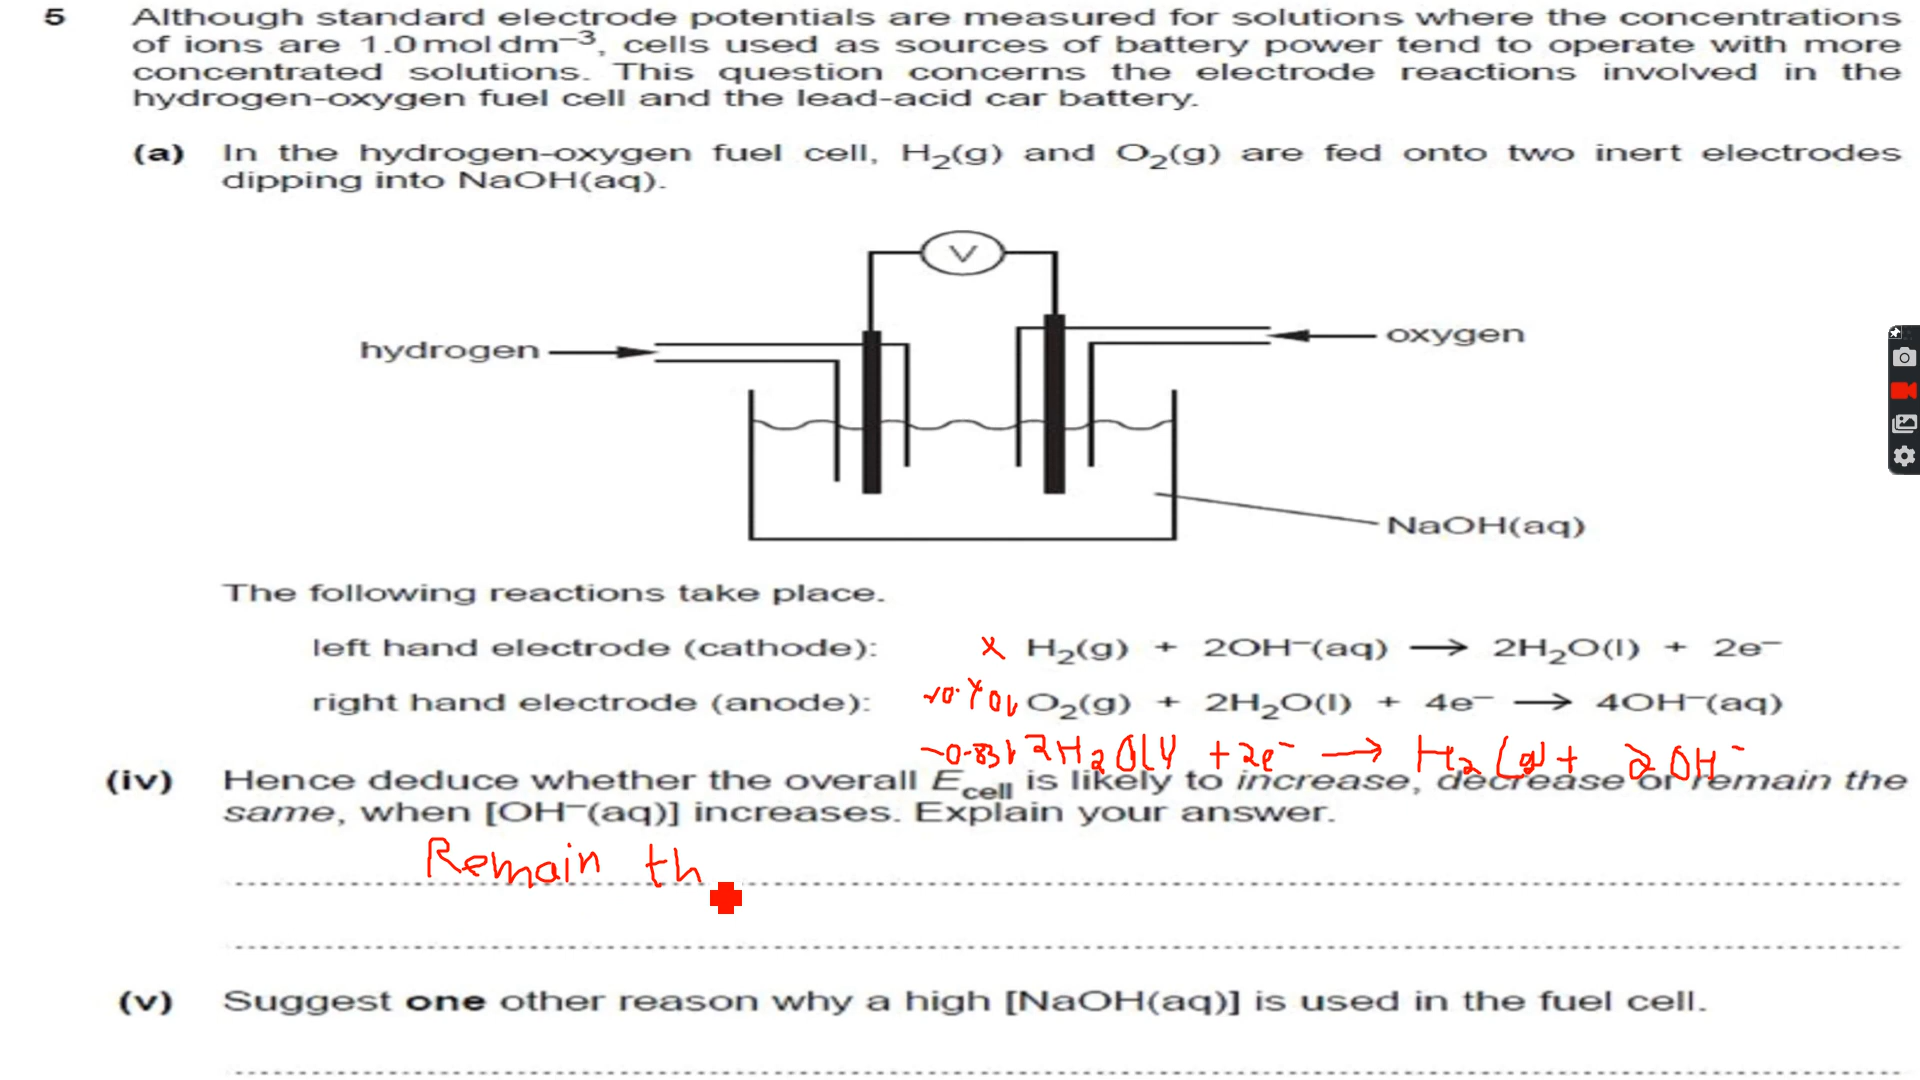 5 Although standard electrode potentials are measured for solutions where the concentrations
of ions are 1.0 mol dm⁻³, cells used as sources of battery power tend to operate with more
concentrated solutions. This question concerns the electrode reactions involved in the
hydrogen-oxygen fuel cell and the lead-acid car battery.
(a) In the hydrogen-oxygen fuel cell, H₂(g) and O₂(g) are fed onto two inert electrodes
dipping into NaOH(aq).
V
hydrogen
oxygen
NaOH(aq)
The following reactions take place.
left hand electrode (cathode): x H₂(g) + 2OH⁻(aq) → 2H₂O(l) + 2e⁻
right hand electrode (anode): O₂(g) + 2H₂O(l) + 4e⁻ → 4OH⁻(aq)
2H₂O(l) + 2e⁻ → H₂(g) + 2OH⁻
(iv) Hence deduce whether the overall E cell is likely to increase, decrease or remain the
same, when [OH⁻(aq)] increases. Explain your answer.
Remain th
(v) Suggest one other reason why a high [NaOH(aq)] is used in the fuel cell.